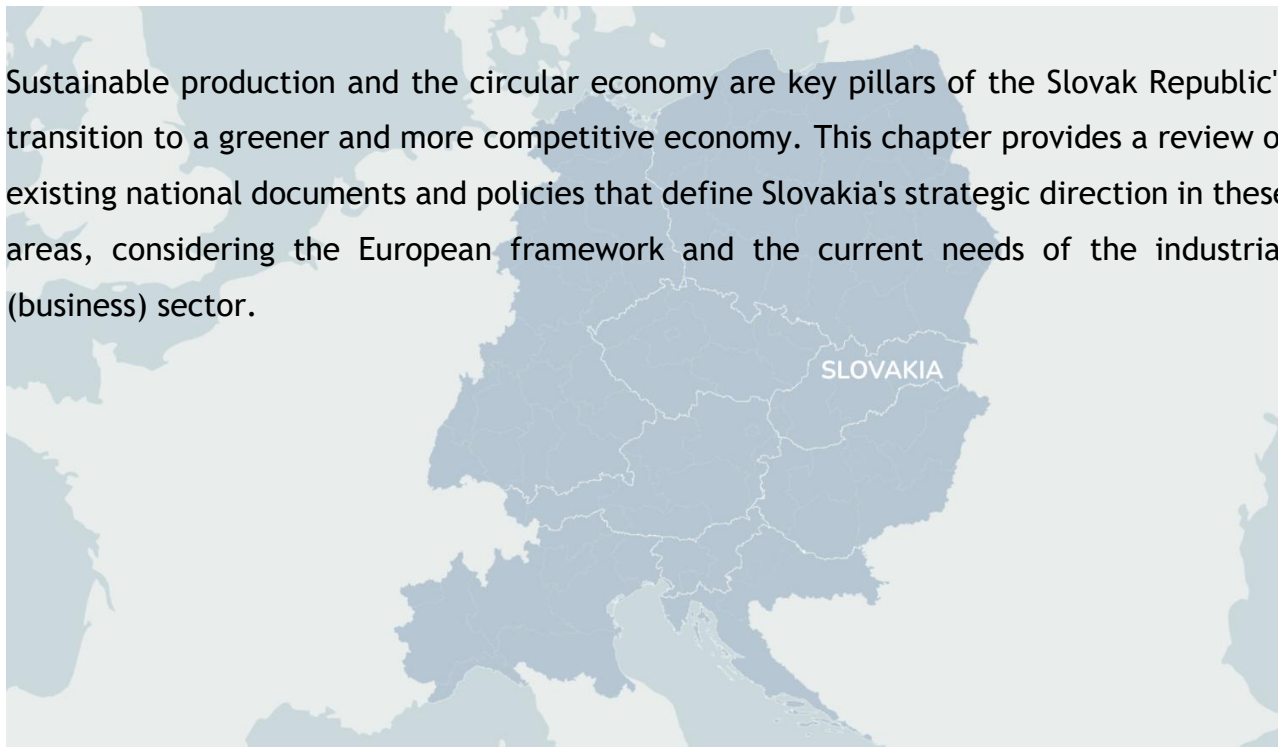 Sustainable production and the circular economy are key pillars of the Slovak Republic'
transition to a greener and more competitive economy. This chapter provides a review o
existing national documents and policies that define Slovakia's strategic direction in these
areas, considering the European framework and the current needs of the industria
(business) sector.
SLOVAKIA